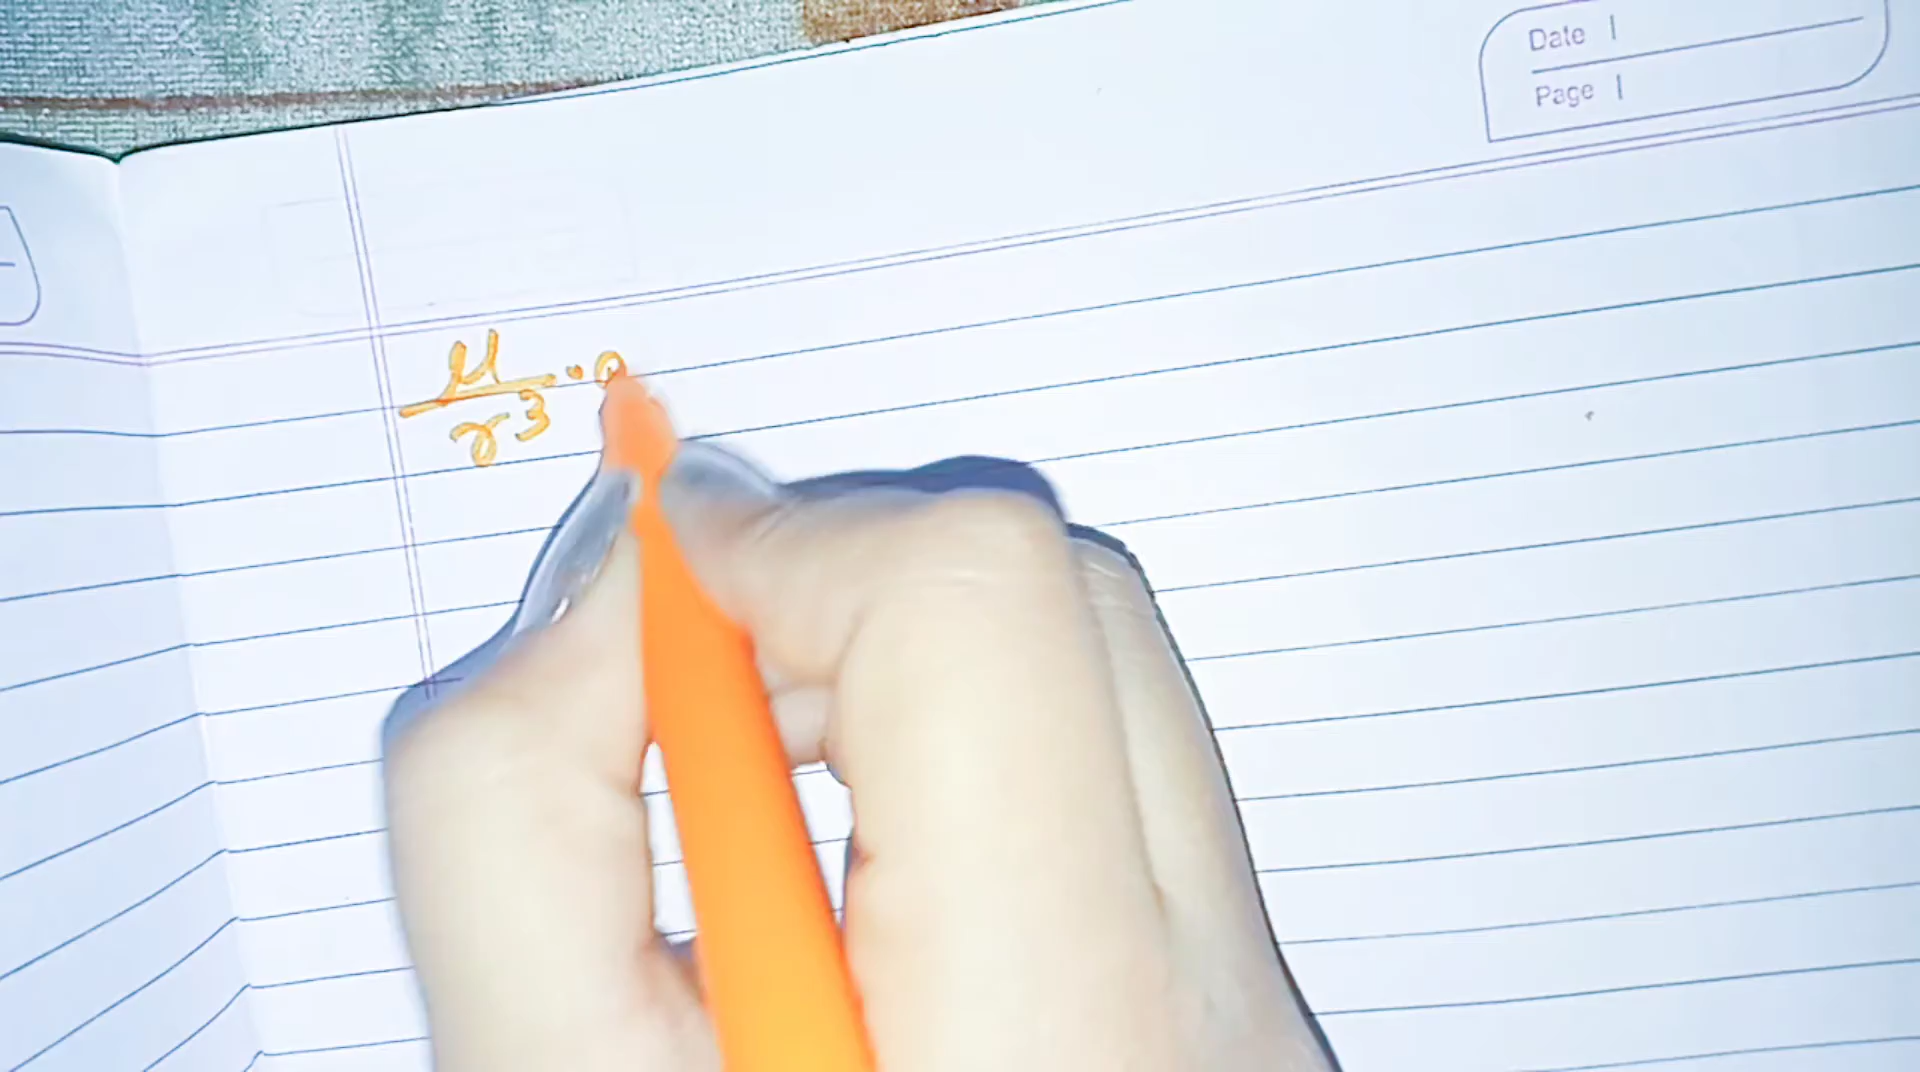 Date
Page
μ/r³ ·